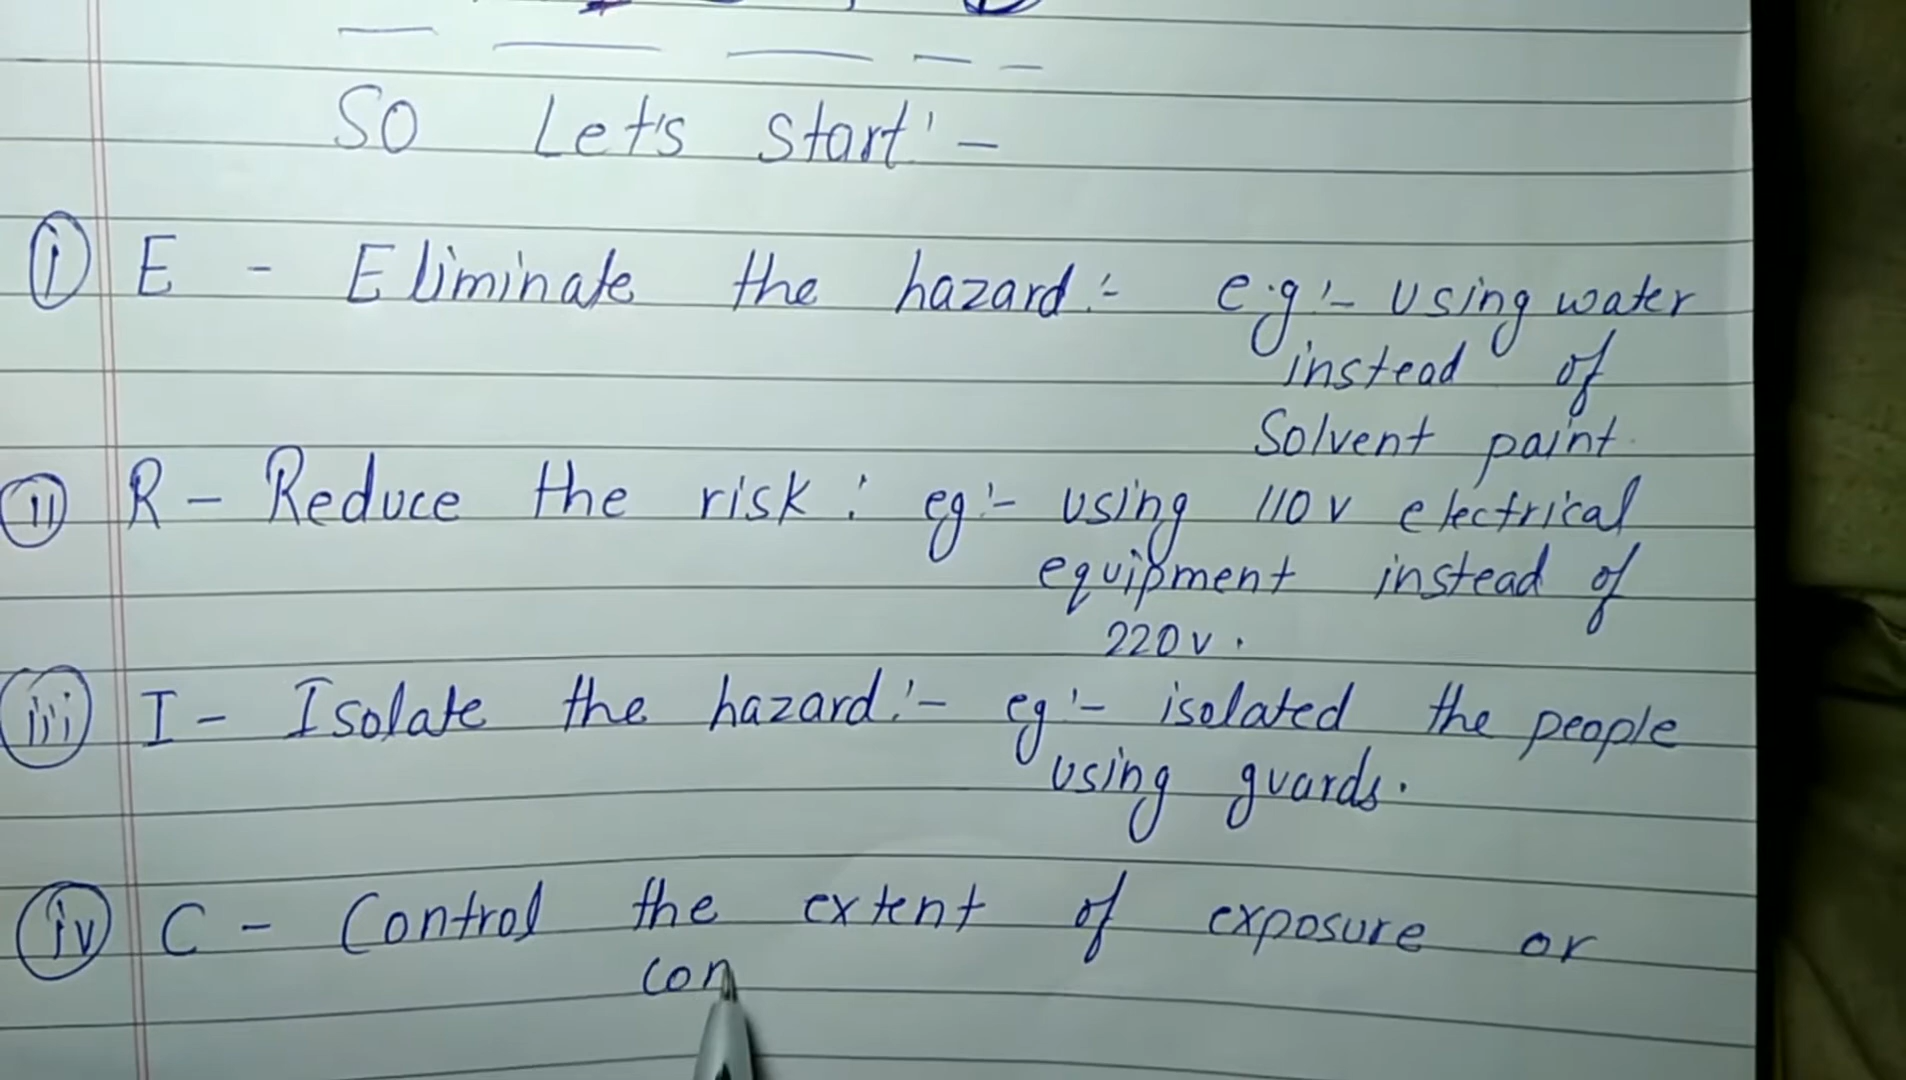 So Let's start :-
(i) E - Eliminate the hazard :- e.g :- using water
instead of
Solvent paint.
(ii) R - Reduce the risk : eg :- using 110 v electrical
equipment instead of
220 v.
(iii) I - Isolate the hazard :- eg :- isolated the people
using guards.
(iv) C - Control the extent of exposure or
con